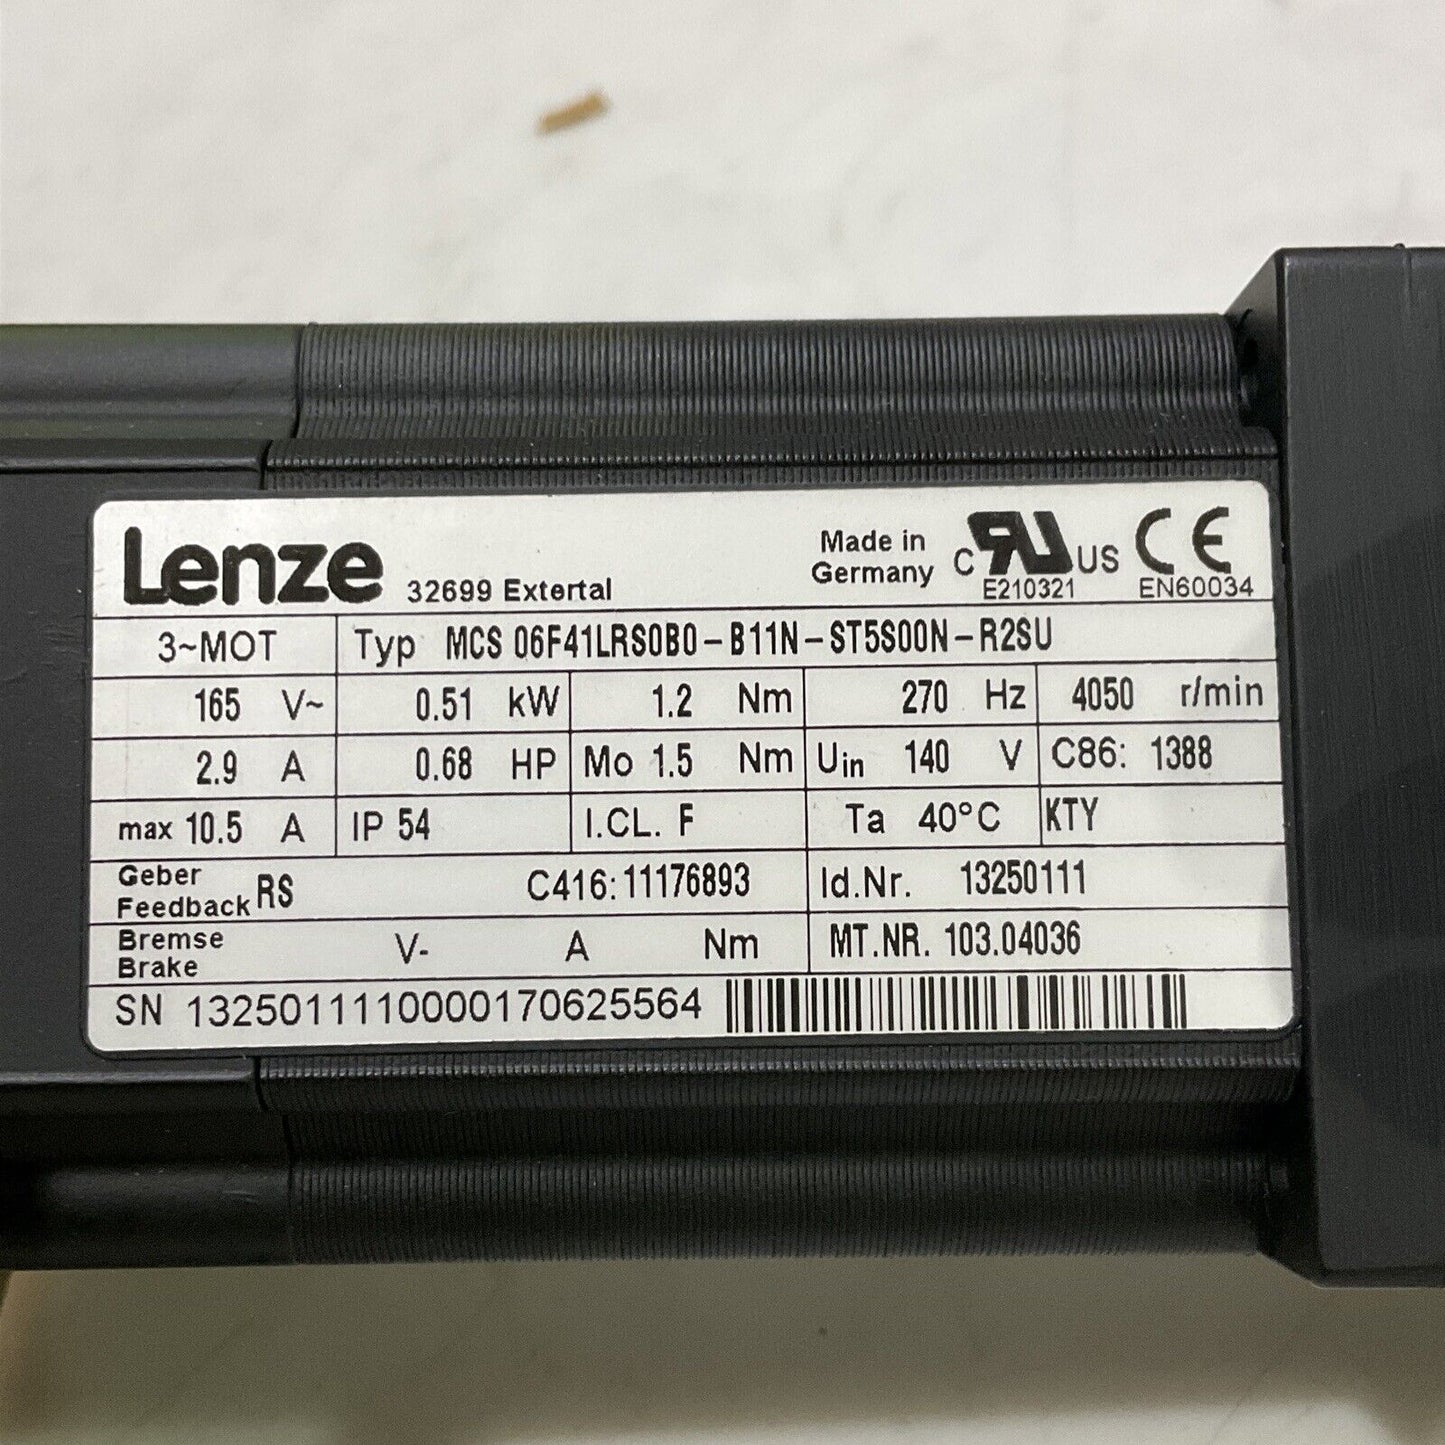 Lenze 32699 Extertal Made in Germany c RU US E210321 CE EN60034
3~MOT Typ MCS 06F41LRS0B0-B11N-ST5S00N-R2SU
165 V~ 0.51 kW 1.2 Nm 270 Hz 4050 r/min
2.9 A 0.68 HP Mo 1.5 Nm Uin 140 V C86: 1388
max 10.5 A IP 54 I.CL. F Ta 40°C KTY
Geber
Feedback RS C416:11176893 Id.Nr. 13250111
Bremse
Brake V- A Nm MT.NR. 103.04036
SN 1325011110000170625564